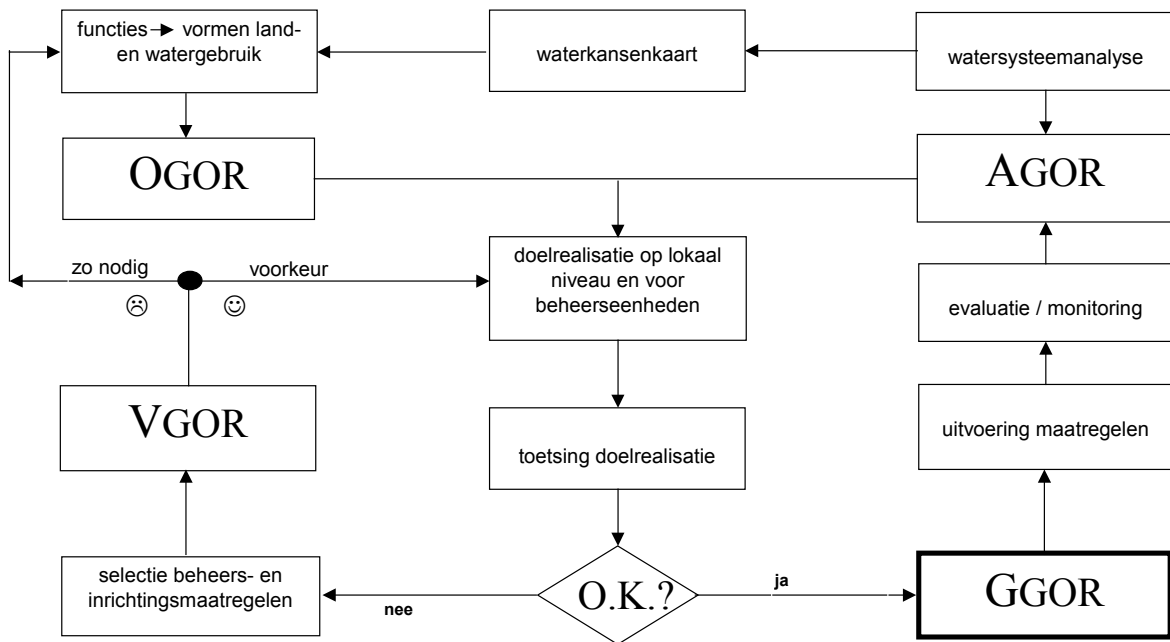 functies → vormen land-
en watergebruik
waterkansenkaart
watersysteemanalyse
OGOR
AGOR
doelrealisatie op lokaal
niveau en voor
beheerseenheden
zo nodig
voorkeur
evaluatie / monitoring
VGOR
toetsing doelrealisatie
uitvoering maatregelen
selectie beheers- en
inrichtingsmaatregelen
nee
O.K.?
ja
GGOR